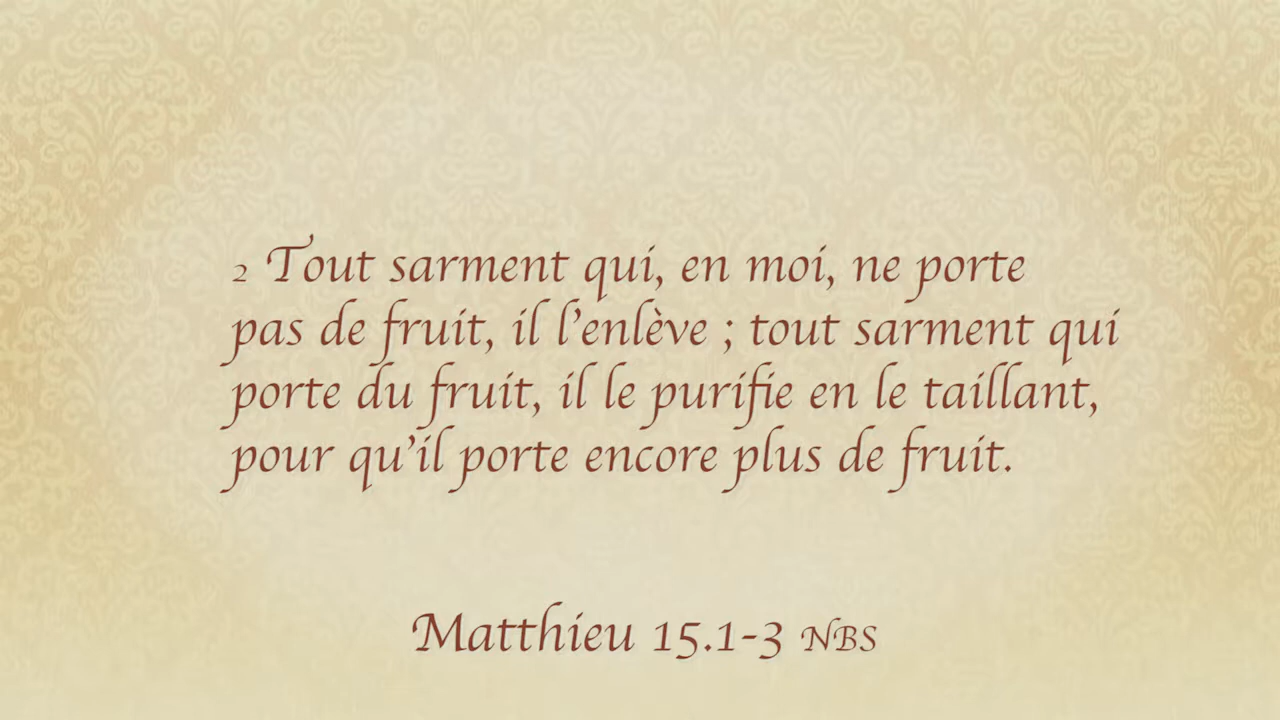 2 Tout sarment qui, en moi, ne porte
pas de fruit, il l'enlève ; tout sarment qui
porte du fruit, il le purifie en le taillant,
pour qu'il porte encore plus de fruit.
Matthieu 15.1-3 NBS